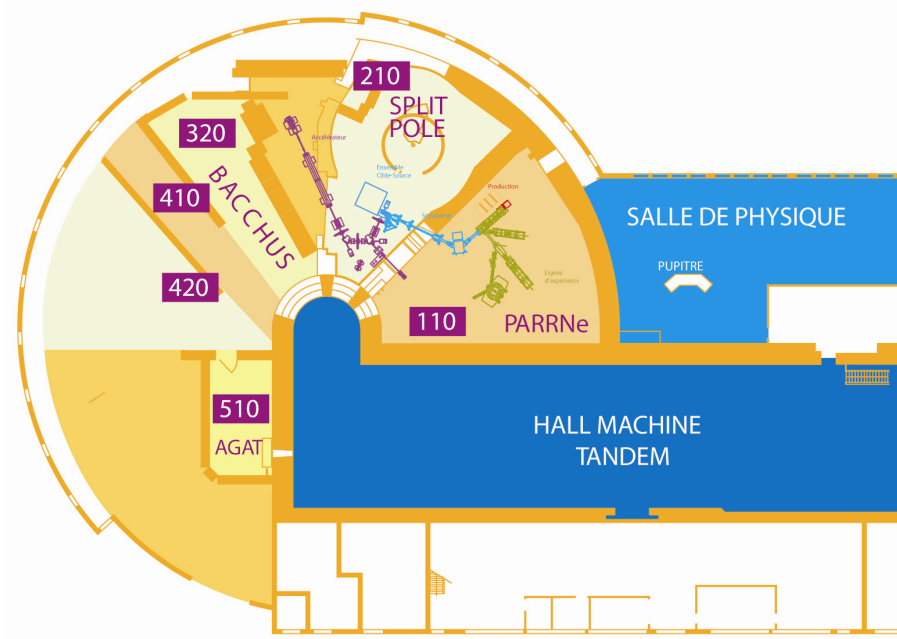 210
SPLIT
POLE
320
Accélérateur
BACCHUS
Ensemble
Cible-Source
410
Production
Séparateur
SALLE DE PHYSIQUE
PUPITRE
420
Lignes
d'expérience
110
PARRNe
510
AGAT
HALL MACHINE
TANDEM